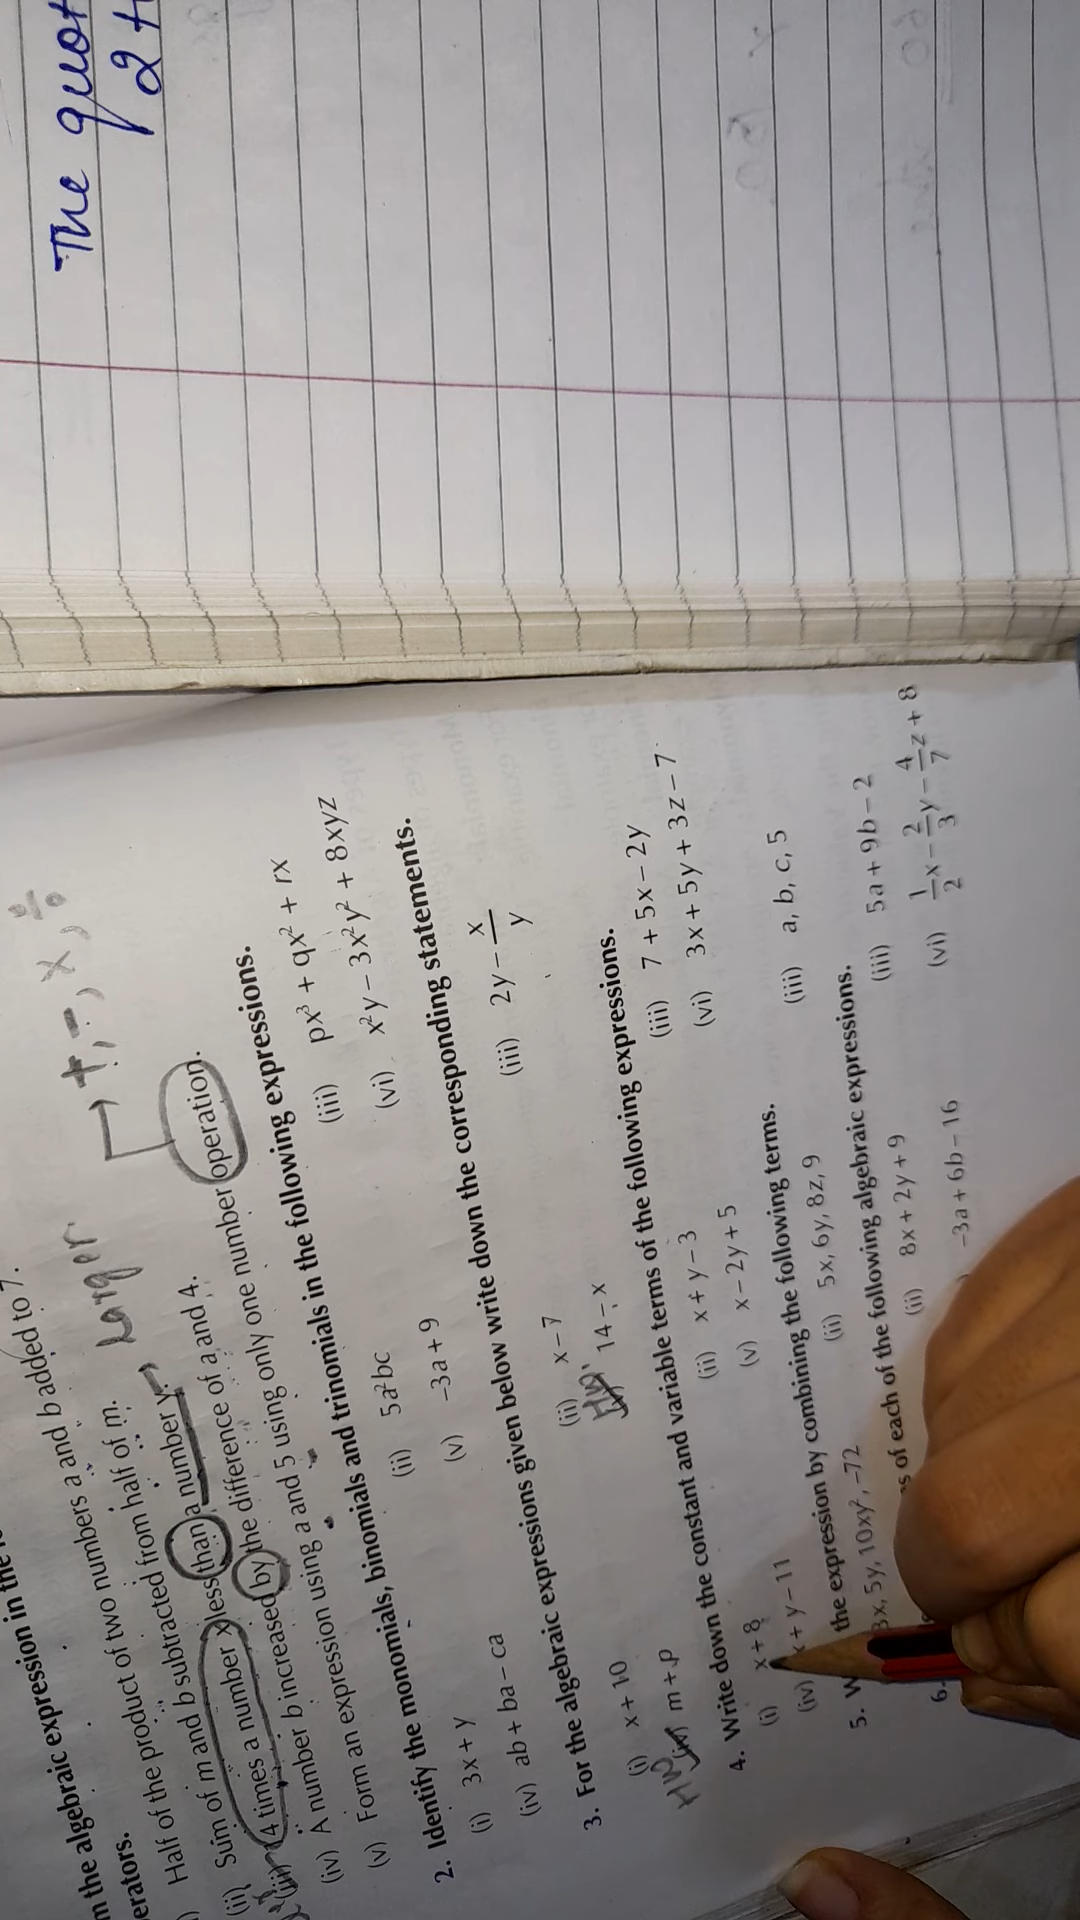 m the algebraic expression in the
a and b added to 7.
erators.
Half of the product of two numbers
b subtracted from half of m.
Larger
→ +, -, ×, ÷
(ii) Sum of m and
(iii) 4 times a number x less than a number y.
(iv) A number b increased by the difference of a and 4.
(v) Form an expression using a and 5 using only one number operation.
2. Identify the monomials, binomials and trinomials in the following expressions.
(i) 3x + y (ii) 5a²bc (iii) px³ + qx² + rx
(iv) ab + ba – ca (v) –3a + 9 (vi) x²y – 3x²y² + 8xyz
3. For the algebraic expressions given below write down the corresponding statements.
(i) x + 10 (ii) x – 7 (iii) 2y – x/y
HW m + p HW 14 – x
4. Write down the constant and variable terms of the following expressions.
(i) x + 8 (ii) x + y – 3 (iii) 7 + 5x – 2y
(iv) x + y – 11 (v) x – 2y + 5 (vi) 3x + 5y + 3z – 7
5. W the expression by combining the following terms.
3x, 5y, 10xy², –72 (ii) 5x, 6y, 8z, 9 (iii) a, b, c, 5
6. s of each of the following algebraic expressions.
(ii) 8x + 2y + 9 (iii) 5a + 9b – 2
–3a + 6b – 16 (vi) 1/2x – 2/3y – 4/7z + 8
The quot
2 +